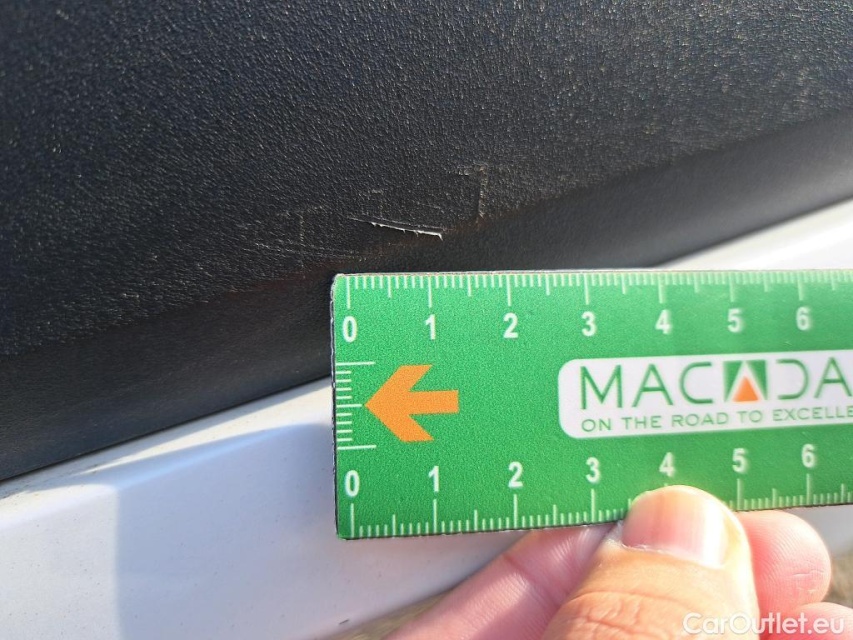 0 1 2 3 4 5 6
MACADA
ON THE ROAD TO EXCELLE
0 1 2 3 4 5 6
CarOutlet.eu